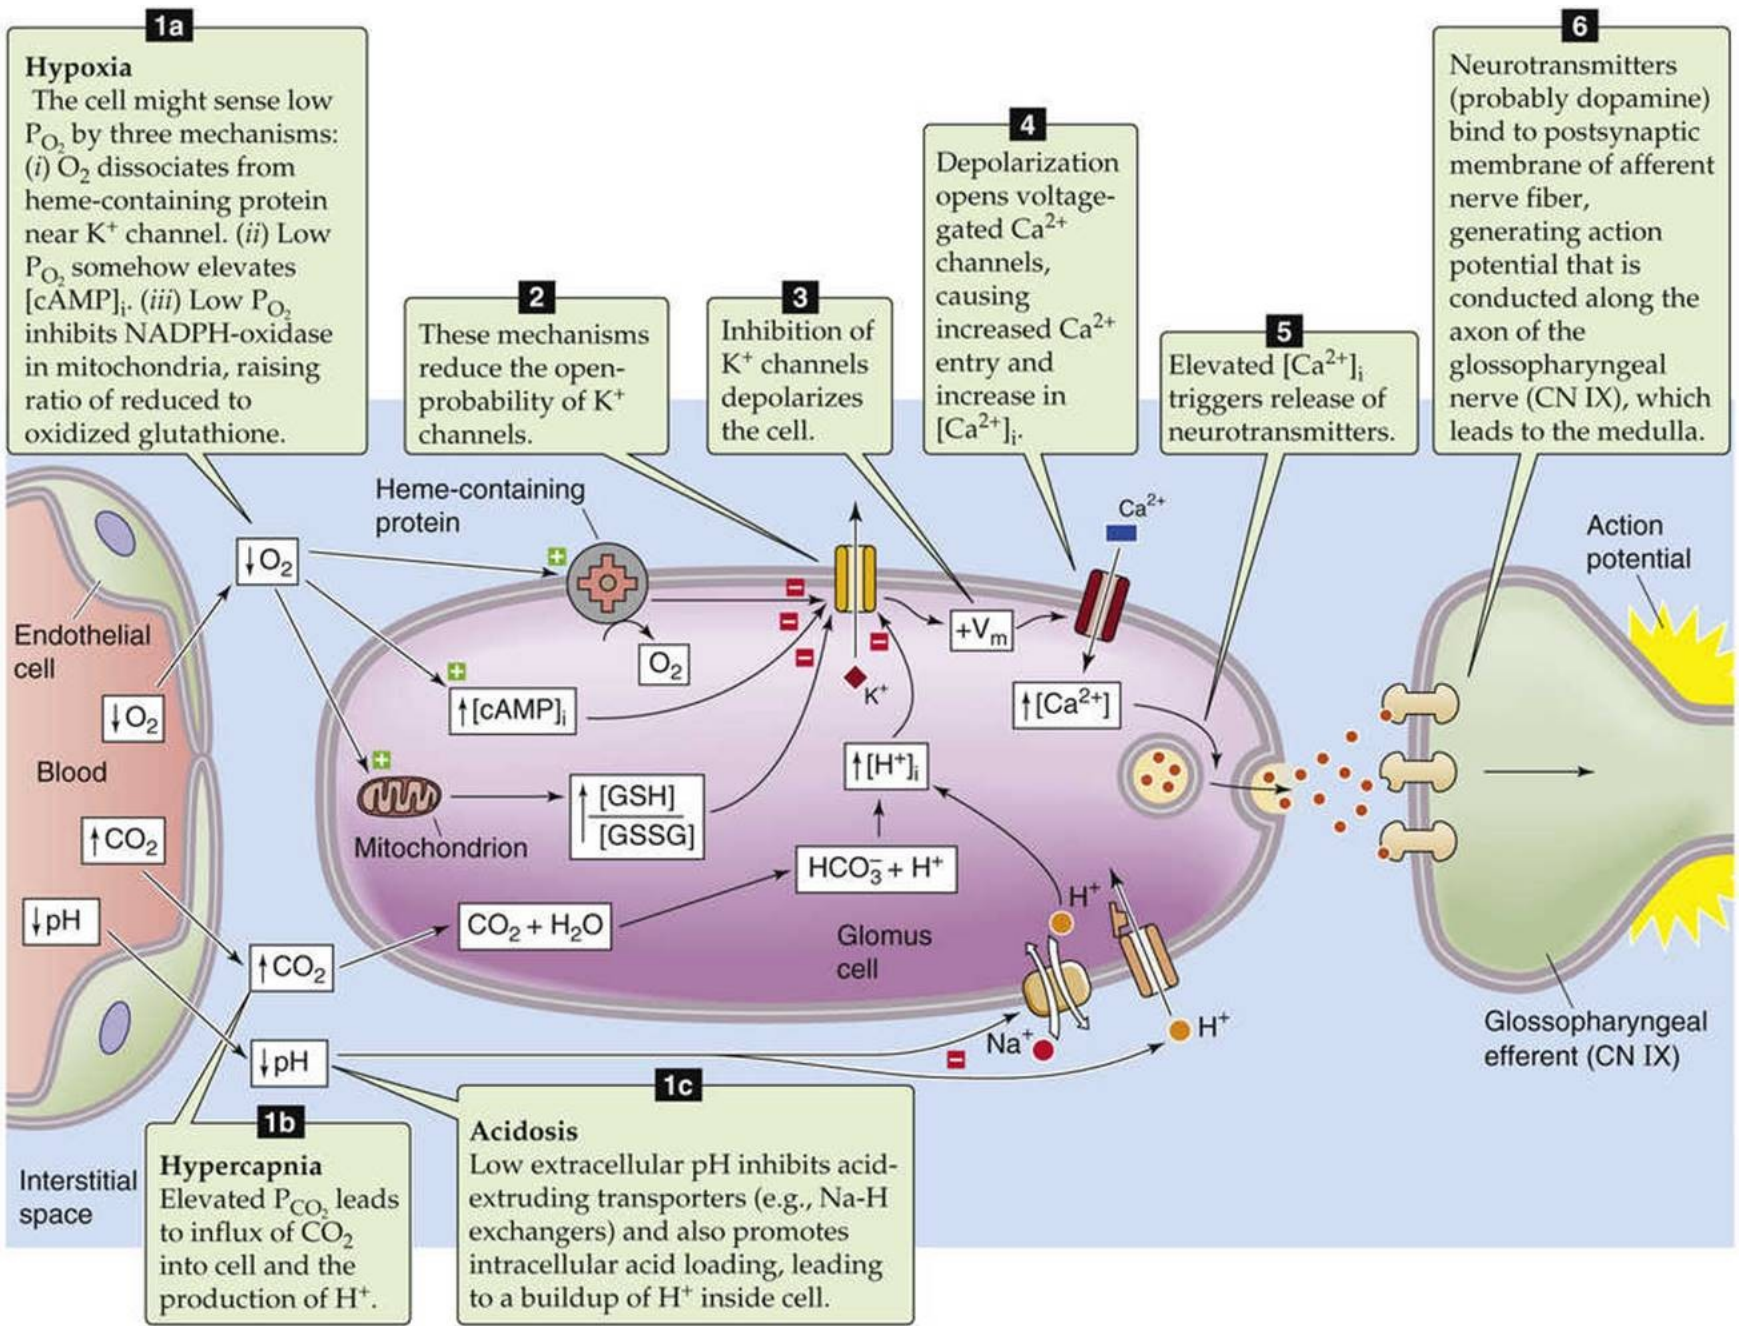 1a
Hypoxia
The cell might sense low
P_O₂ by three mechanisms:
(i) O₂ dissociates from
heme-containing protein
near K⁺ channel. (ii) Low
P_O₂ somehow elevates
[cAMP]ᵢ. (iii) Low P_O₂
inhibits NADPH-oxidase
in mitochondria, raising
ratio of reduced to
oxidized glutathione.
2
These mechanisms
reduce the open-
probability of K⁺
channels.
3
Inhibition of
K⁺ channels
depolarizes
the cell.
4
Depolarization
opens voltage-
gated Ca²⁺
channels,
causing
increased Ca²⁺
entry and
increase in
[Ca²⁺]ᵢ.
5
Elevated [Ca²⁺]ᵢ
triggers release of
neurotransmitters.
6
Neurotransmitters
(probably dopamine)
bind to postsynaptic
membrane of afferent
nerve fiber,
generating action
potential that is
conducted along the
axon of the
glossopharyngeal
nerve (CN IX), which
leads to the medulla.
Heme-containing
protein
Ca²⁺
Action
potential
↓O₂
+
Endothelial
cell
−
−
−
−
+Vₘ
O₂
+
↑[cAMP]ᵢ
K⁺
↑[Ca²⁺]
↓O₂
Blood
+
↑[H⁺]ᵢ
↑[GSH]
[GSSG]
Mitochondrion
↑CO₂
HCO₃⁻ + H⁺
H⁺
↓pH
CO₂ + H₂O
Glomus
cell
↑CO₂
Na⁺
H⁺
Glossopharyngeal
efferent (CN IX)
↓pH
−
1b
Hypercapnia
Elevated P_CO₂ leads
to influx of CO₂
into cell and the
production of H⁺.
1c
Acidosis
Low extracellular pH inhibits acid-
extruding transporters (e.g., Na-H
exchangers) and also promotes
intracellular acid loading, leading
to a buildup of H⁺ inside cell.
Interstitial
space